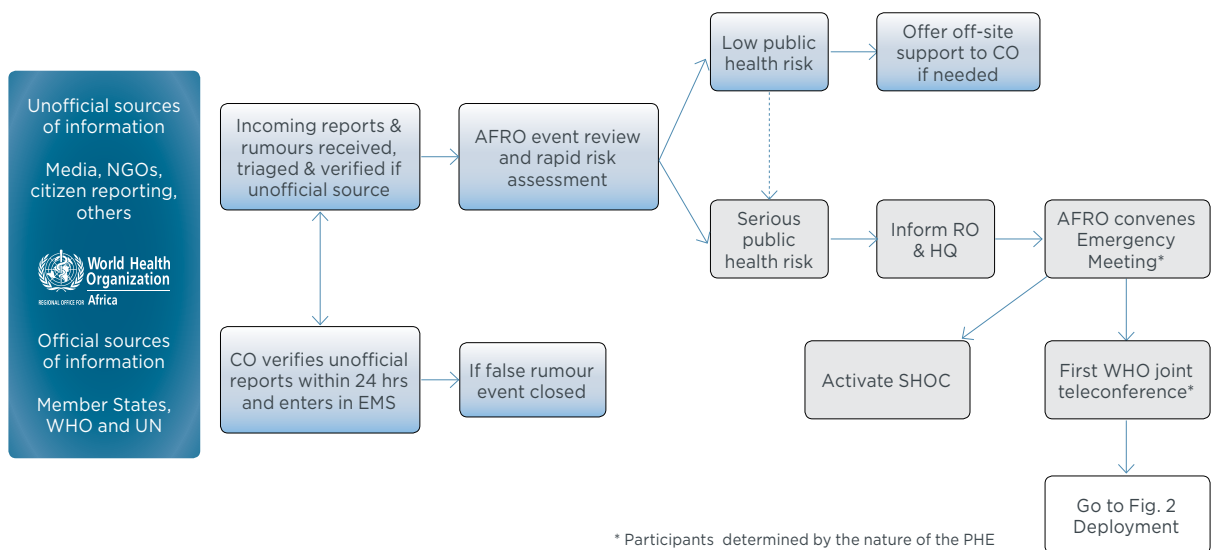 Unofficial sources
of information
Media, NGOs,
citizen reporting,
others
World Health
Organization
REGIONAL OFFICE FOR Africa
Official sources
of information
Member States,
WHO and UN
Incoming reports &
rumours received,
triaged & verified if
unofficial source
CO verifies unofficial
reports within 24 hrs
and enters in EMS
If false rumour
event closed
AFRO event review
and rapid risk
assessment
Low public
health risk
Offer off-site
support to CO
if needed
Serious
public
health risk
Inform RO
& HQ
AFRO convenes
Emergency
Meeting*
Activate SHOC
First WHO joint
teleconference*
Go to Fig. 2
Deployment
* Participants determined by the nature of the PHE